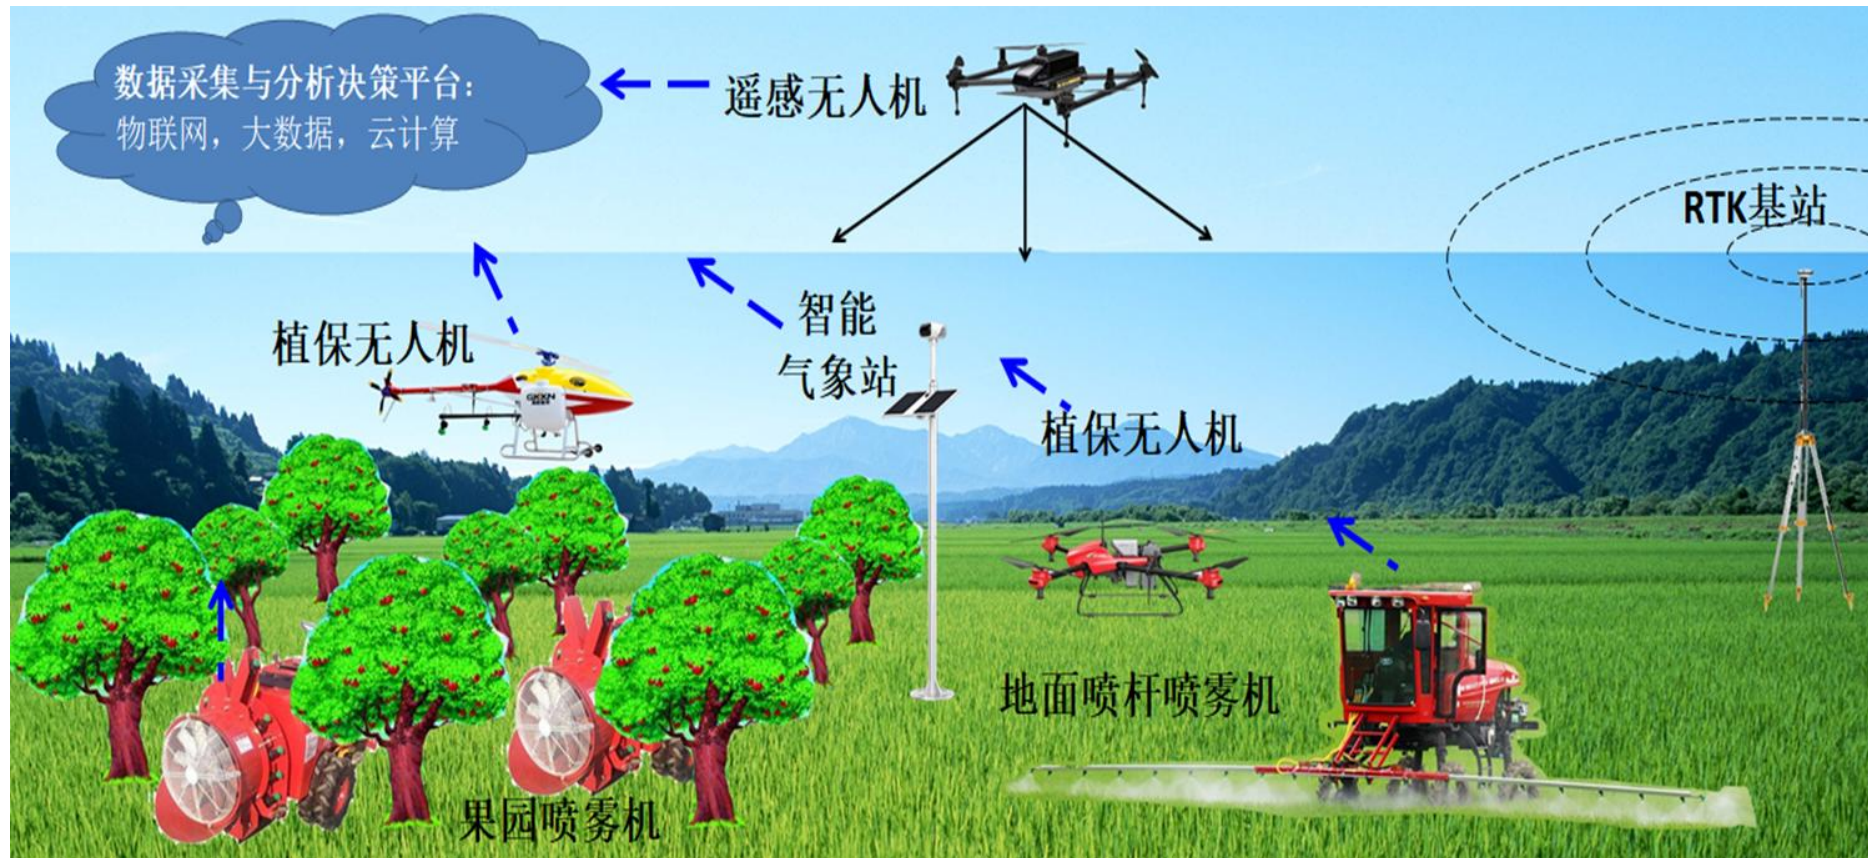 数据采集与分析决策平台：
物联网，大数据，云计算
遥感无人机
RTK基站
植保无人机
智能
气象站
植保无人机
地面喷杆喷雾机
果园喷雾机